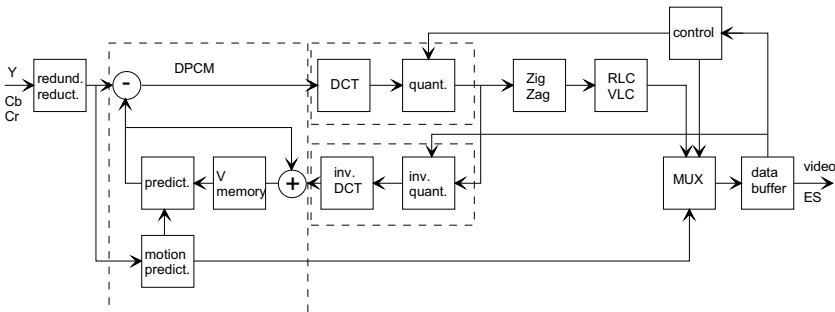 control
Y
Cb
Cr
redund.
reduct.
-
DPCM
DCT
quant.
Zig
Zag
RLC
VLC
predict.
V
memory
+
inv.
DCT
inv.
quant.
MUX
data
buffer
video
ES
motion
predict.